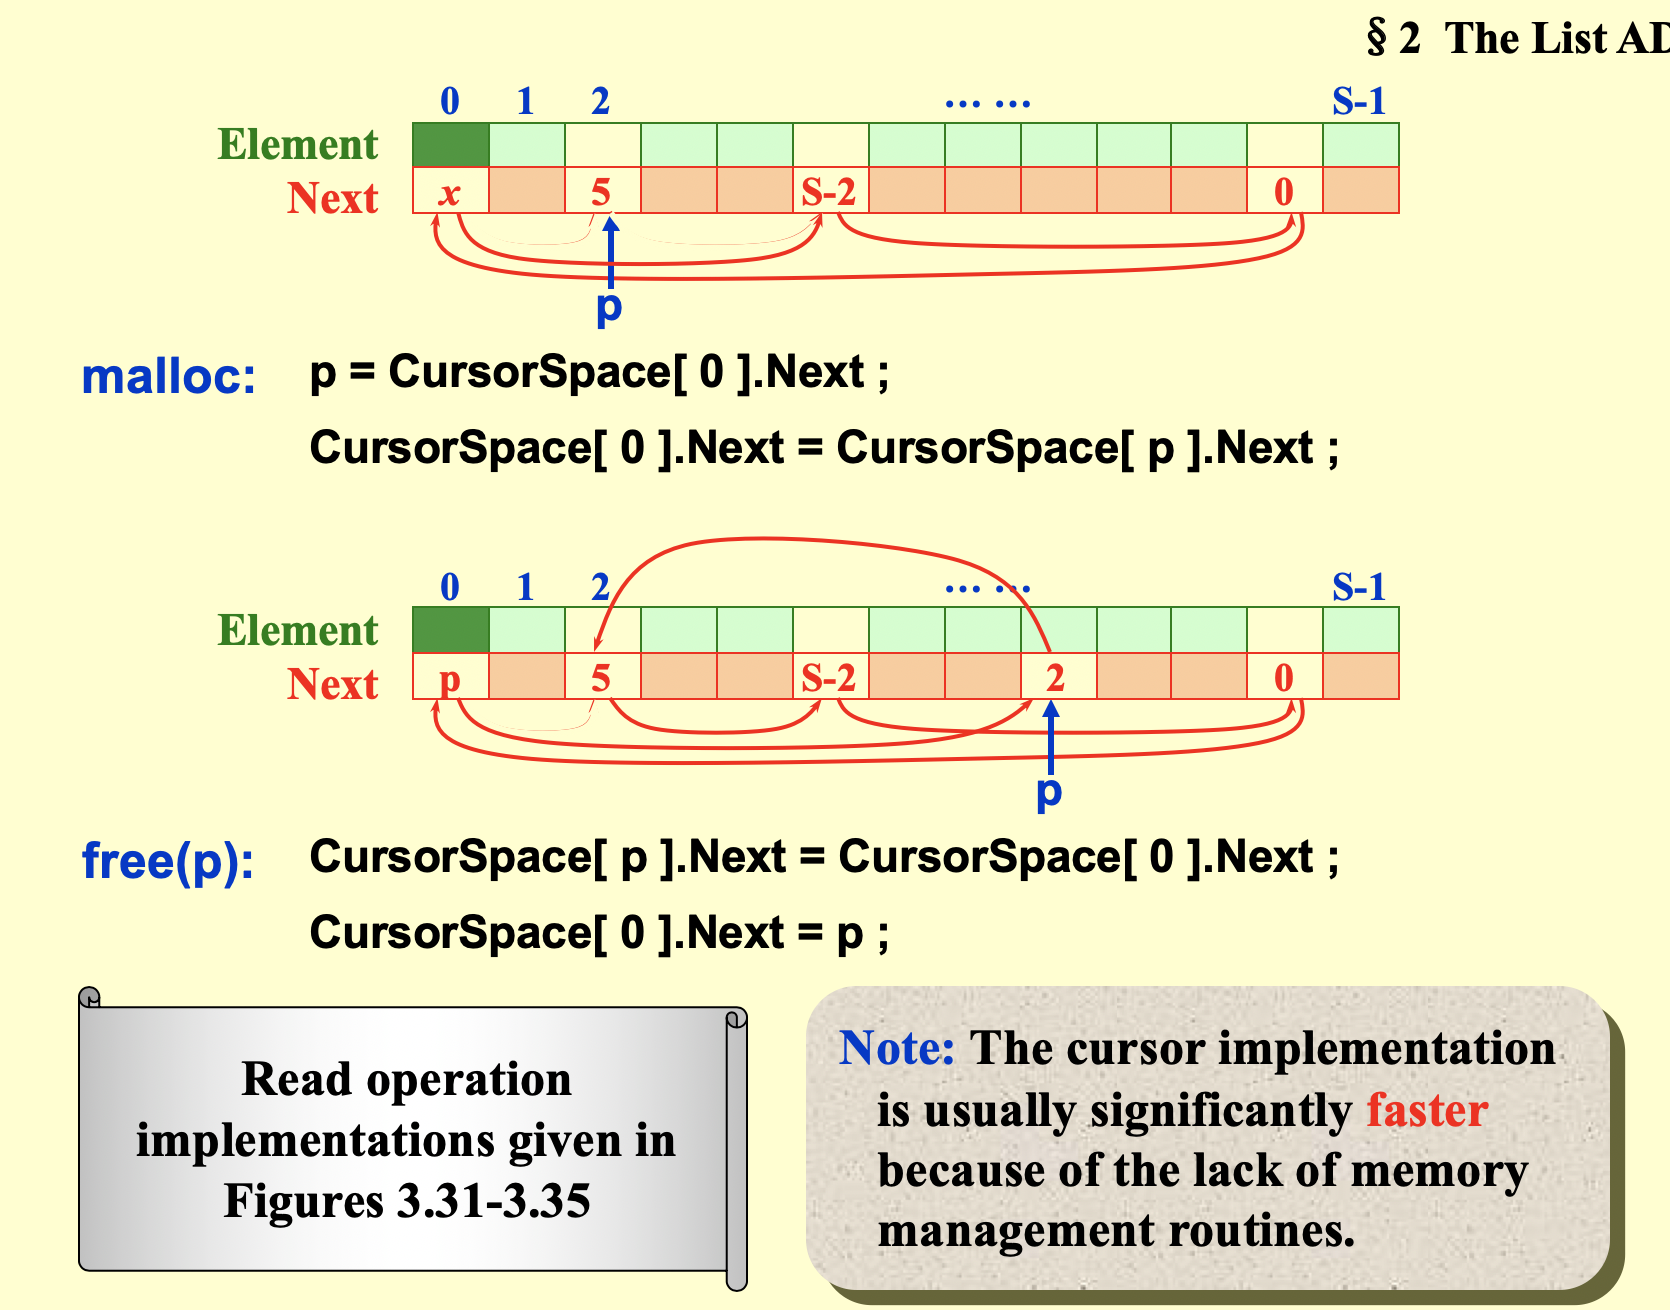 § 2 The List AD
0 1 2 … … S-1
Element
Next x 5 S-2 0
p
malloc: p = CursorSpace[ 0 ].Next ;
CursorSpace[ 0 ].Next = CursorSpace[ p ].Next ;
0 1 2 … … S-1
Element
Next p 5 S-2 2 0
p
free(p): CursorSpace[ p ].Next = CursorSpace[ 0 ].Next ;
CursorSpace[ 0 ].Next = p ;
Read operation
implementations given in
Figures 3.31-3.35
Note: The cursor implementation
is usually significantly faster
because of the lack of memory
management routines.